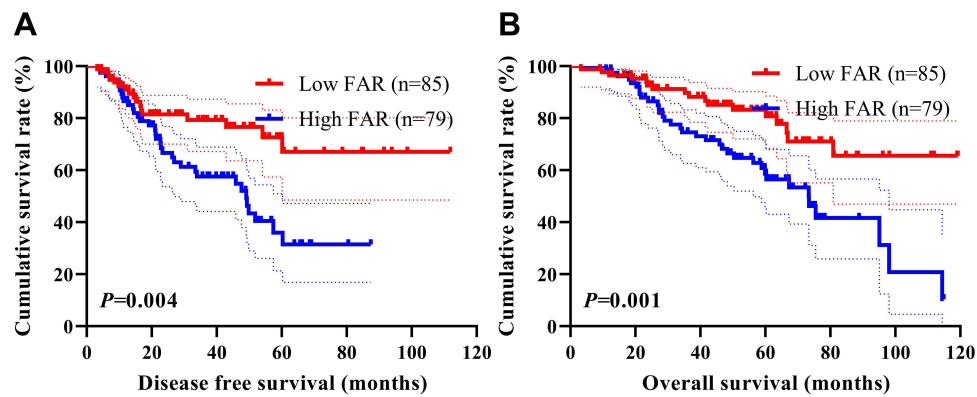 A
Cumulative survival rate (%)
100
80
60
40
20
0
Low FAR (n=85)
High FAR (n=79)
P=0.004
0 20 40 60 80 100 120
Disease free survival (months)
B
Cumulative survival rate (%)
100
80
60
40
20
0
Low FAR (n=85)
High FAR (n=79)
P=0.001
0 20 40 60 80 100 120
Overall survival (months)